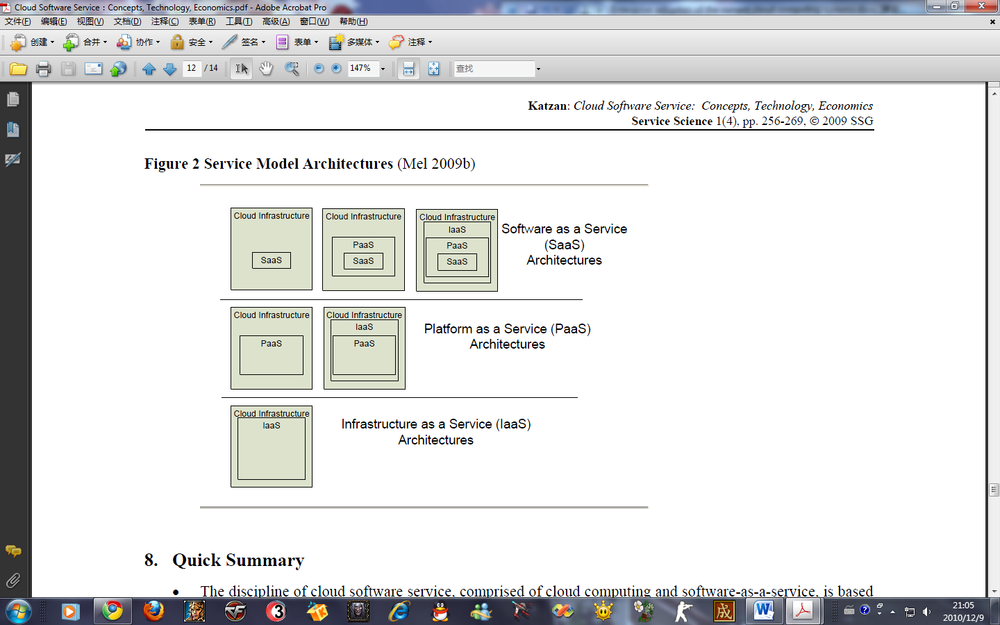 Cloud Software Service : Concepts, Technology, Economics.pdf - Adobe Acrobat Pro
文件(F) 编辑(E) 视图(V) 文档(D) 注释(C) 表单(R) 工具(T) 高级(A) 窗口(W) 帮助(H)
创建 合并 协作 安全 签名 表单 多媒体 注释
12 / 14 147% 查找
Katzan: Cloud Software Service: Concepts, Technology, Economics
Service Science 1(4), pp. 256-269, © 2009 SSG
Figure 2 Service Model Architectures (Mel 2009b)
Cloud Infrastructure
SaaS
Cloud Infrastructure
PaaS
SaaS
Cloud Infrastructure
IaaS
PaaS
SaaS
Software as a Service
(SaaS)
Architectures
Cloud Infrastructure
PaaS
Cloud Infrastructure
IaaS
PaaS
Platform as a Service (PaaS)
Architectures
Cloud Infrastructure
IaaS
Infrastructure as a Service (IaaS)
Architectures
8. Quick Summary
• The discipline of cloud software service, comprised of cloud computing and software-as-a-service, is based
21:05
2010/12/9